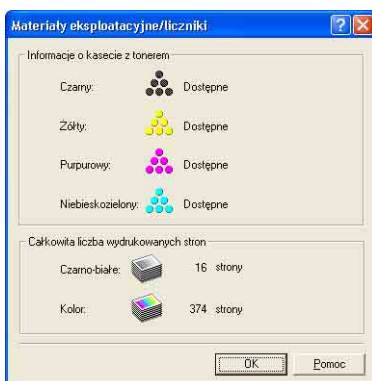 Materiały eksploatacyjne/liczniki
Informacje o kasecie z tonerem
Czarny: Dostępne
Żółty: Dostępne
Purpurowy: Dostępne
Niebieskozielony: Dostępne
Całkowita liczba wydrukowanych stron
Czarno-białe: 16 strony
Kolor: 374 strony
OK Pomoc